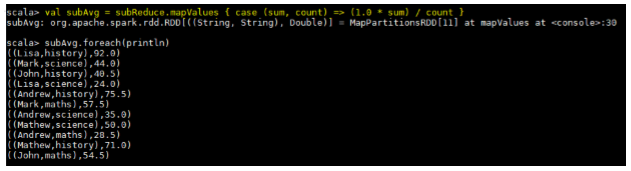 scala> val subAvg = subReduce.mapValues { case (sum, count) => (1.0 * sum) / count }
subAvg: org.apache.spark.rdd.RDD[((String, String), Double)] = MapPartitionsRDD[11] at mapValues at <console>:30
scala> subAvg.foreach(println)
((Lisa,history),92.0)
((Mark,science),44.0)
((John,history),40.5)
((Lisa,science),24.0)
((Andrew,history),75.5)
((Mark,maths),57.5)
((Andrew,science),35.0)
((Mathew,science),50.0)
((Andrew,maths),28.5)
((Mathew,history),71.0)
((John,maths),54.5)